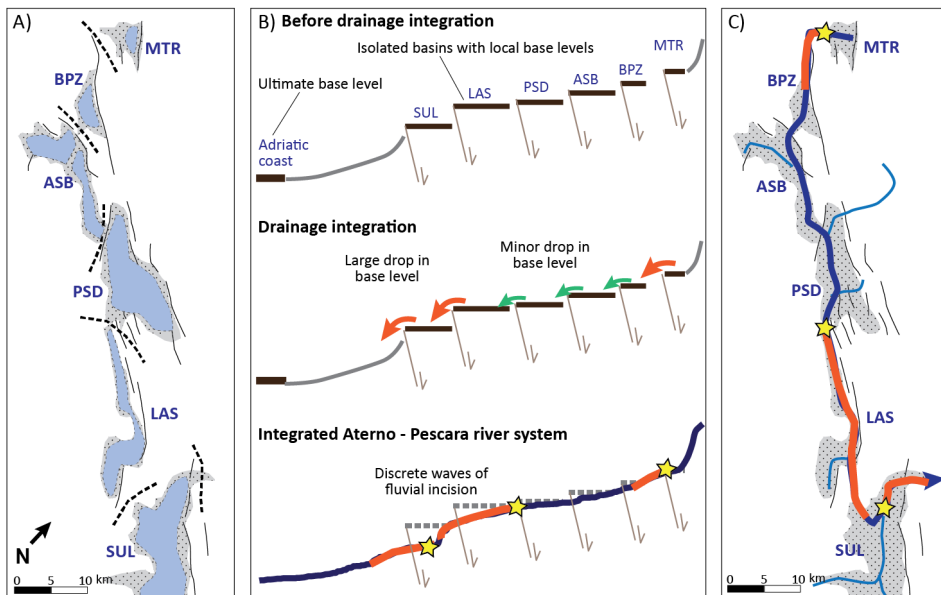 A)
MTR
BPZ
ASB
PSD
LAS
SUL
N
0 5 10 km
B)
Before drainage integration
Isolated basins with local base levels
Ultimate base level
MTR
BPZ
ASB
PSD
LAS
SUL
Adriatic
coast
Drainage integration
Large drop in
base level
Minor drop in
base level
Integrated Aterno - Pescara river system
Discrete waves of
fluvial incision
C)
MTR
BPZ
ASB
PSD
LAS
SUL
0 5 10 km